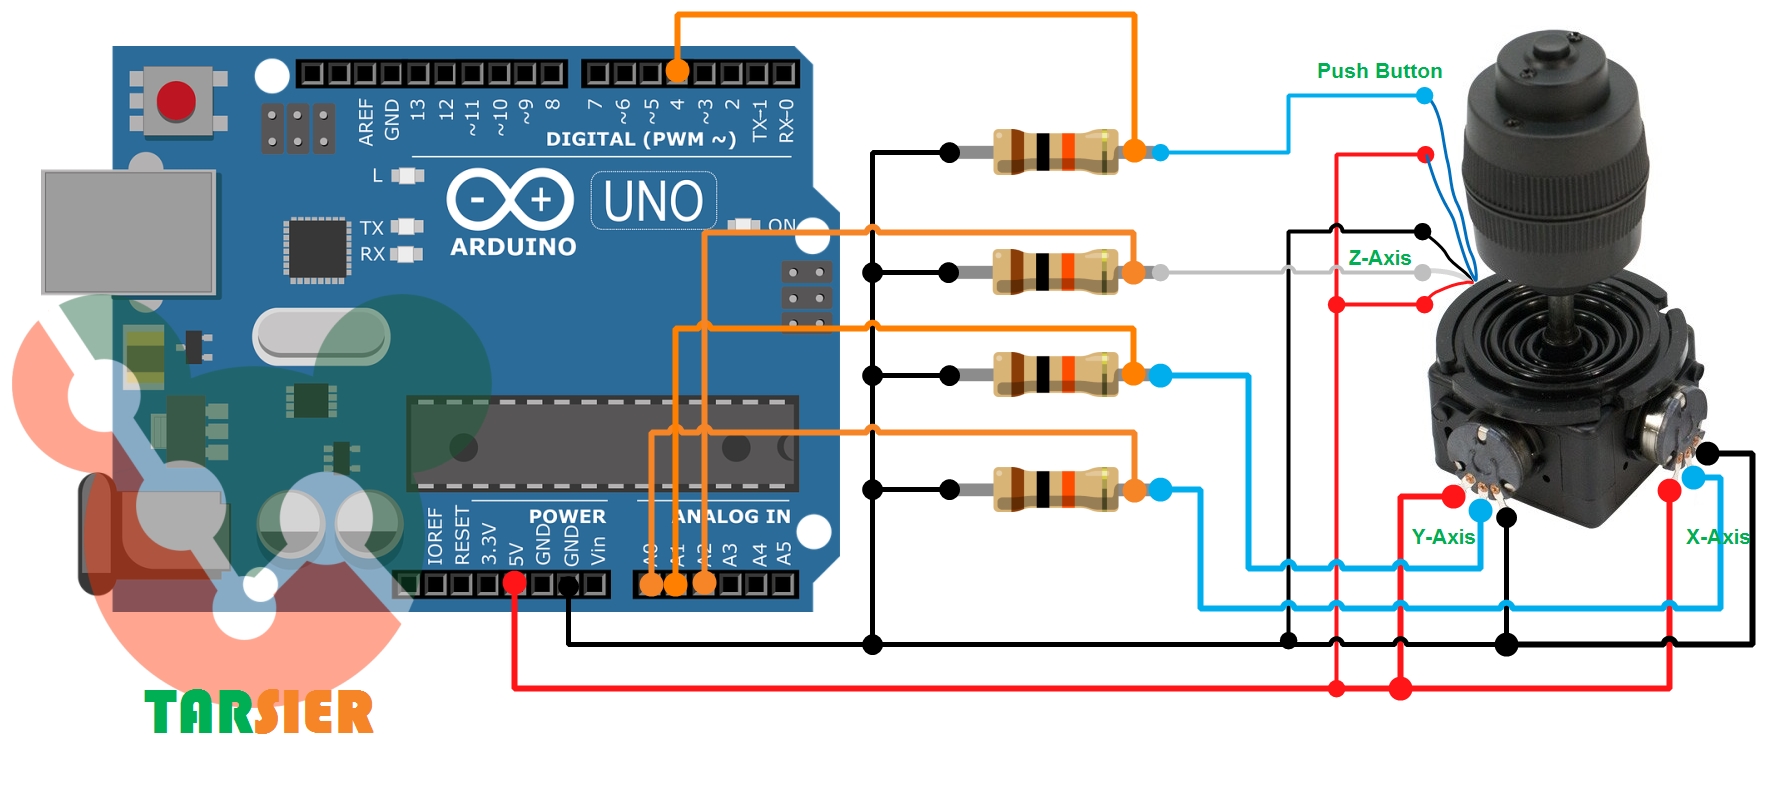 Push Button
AREF
GND
13
12
~11
~10
~9
8
7
~6
~5
4
~3
2
TX→1
RX←0
DIGITAL (PWM ~)
L
TX
RX
UNO
ARDUINO
ON
Z-Axis
POWER
ANALOG IN
IOREF
RESET
3.3V
5V
GND
GND
Vin
A0
A1
A2
A3
A4
A5
Y-Axis
X-Axis
TARSIER